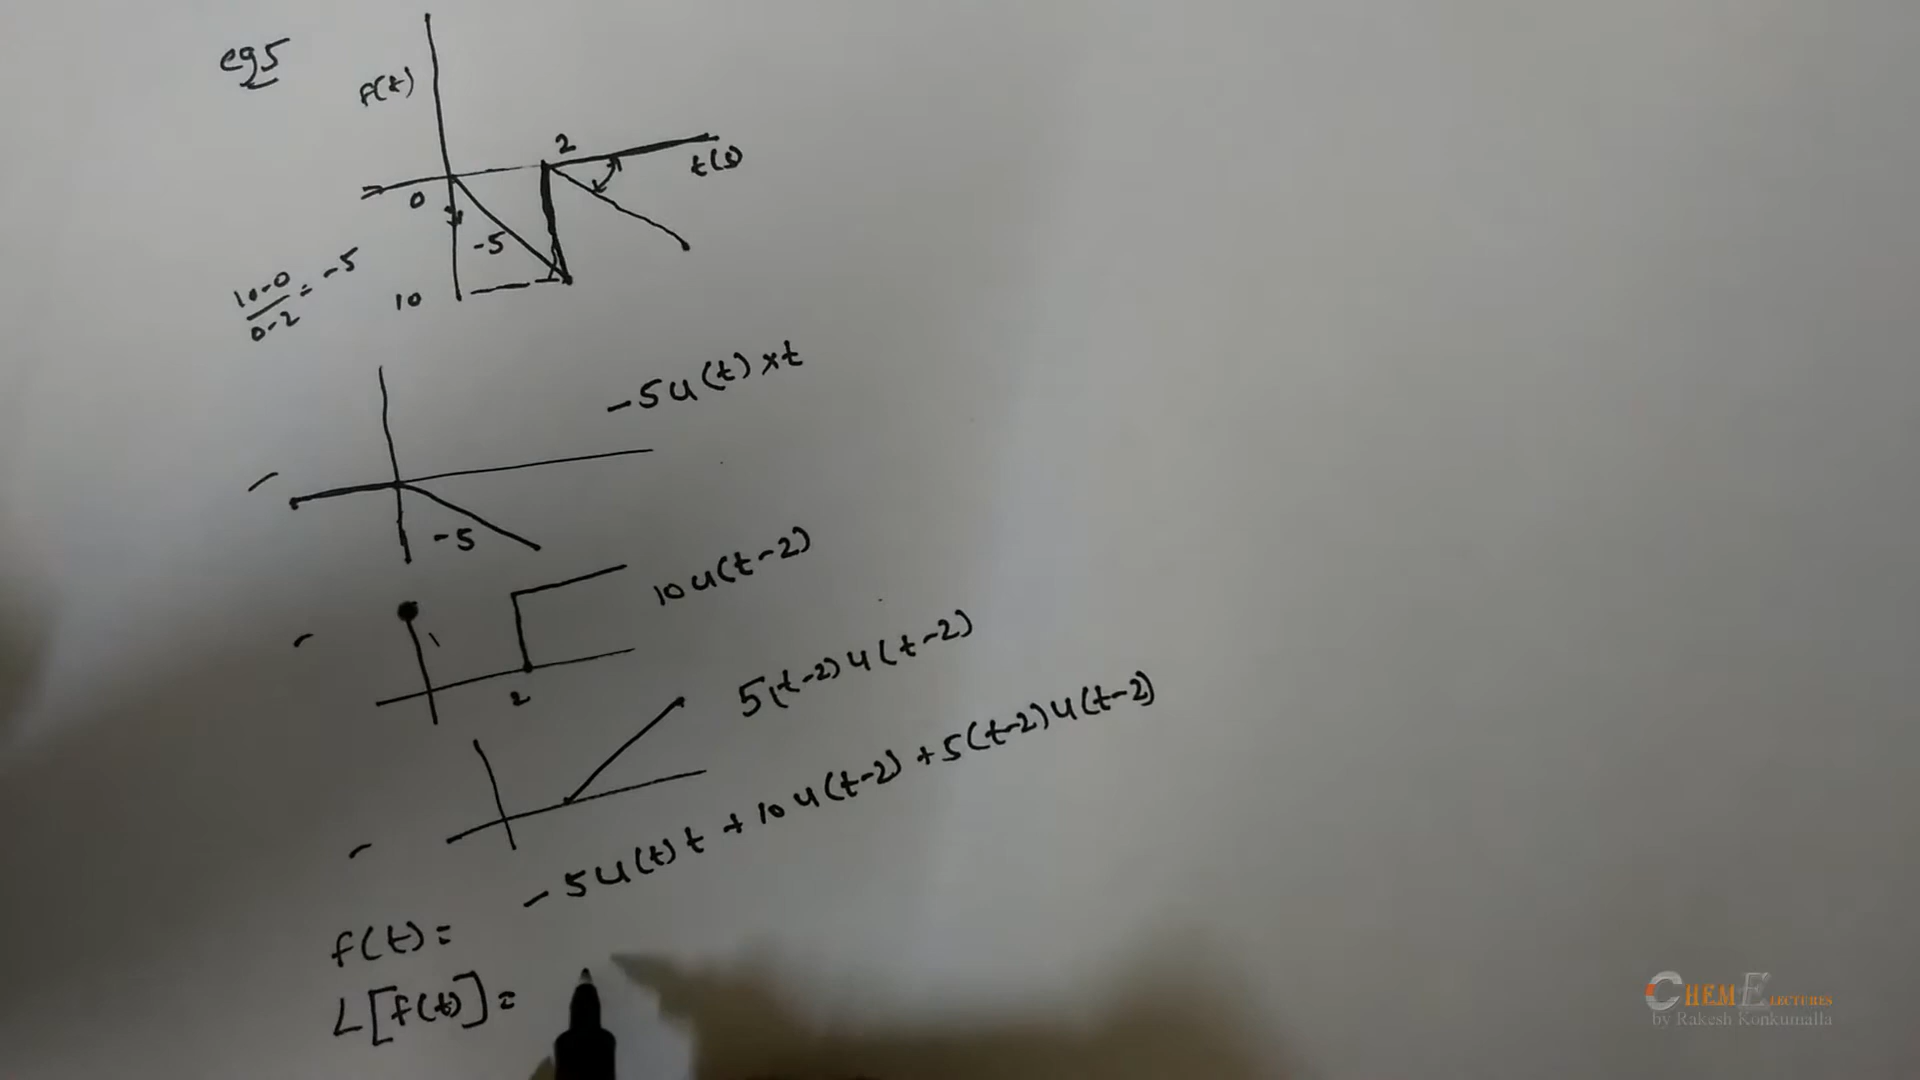 eg5
f(t)
2
t(s)
0
-5
10
10-0
0-2
= -5
-5u(t)×t
-5
10u(t-2)
1
2
5(t-2)u(t-2)
f(t)= -5u(t)t + 10u(t-2) + 5(t-2)u(t-2)
L[f(t)]=
CHEME LECTURES
by Rakesh Konkumalla